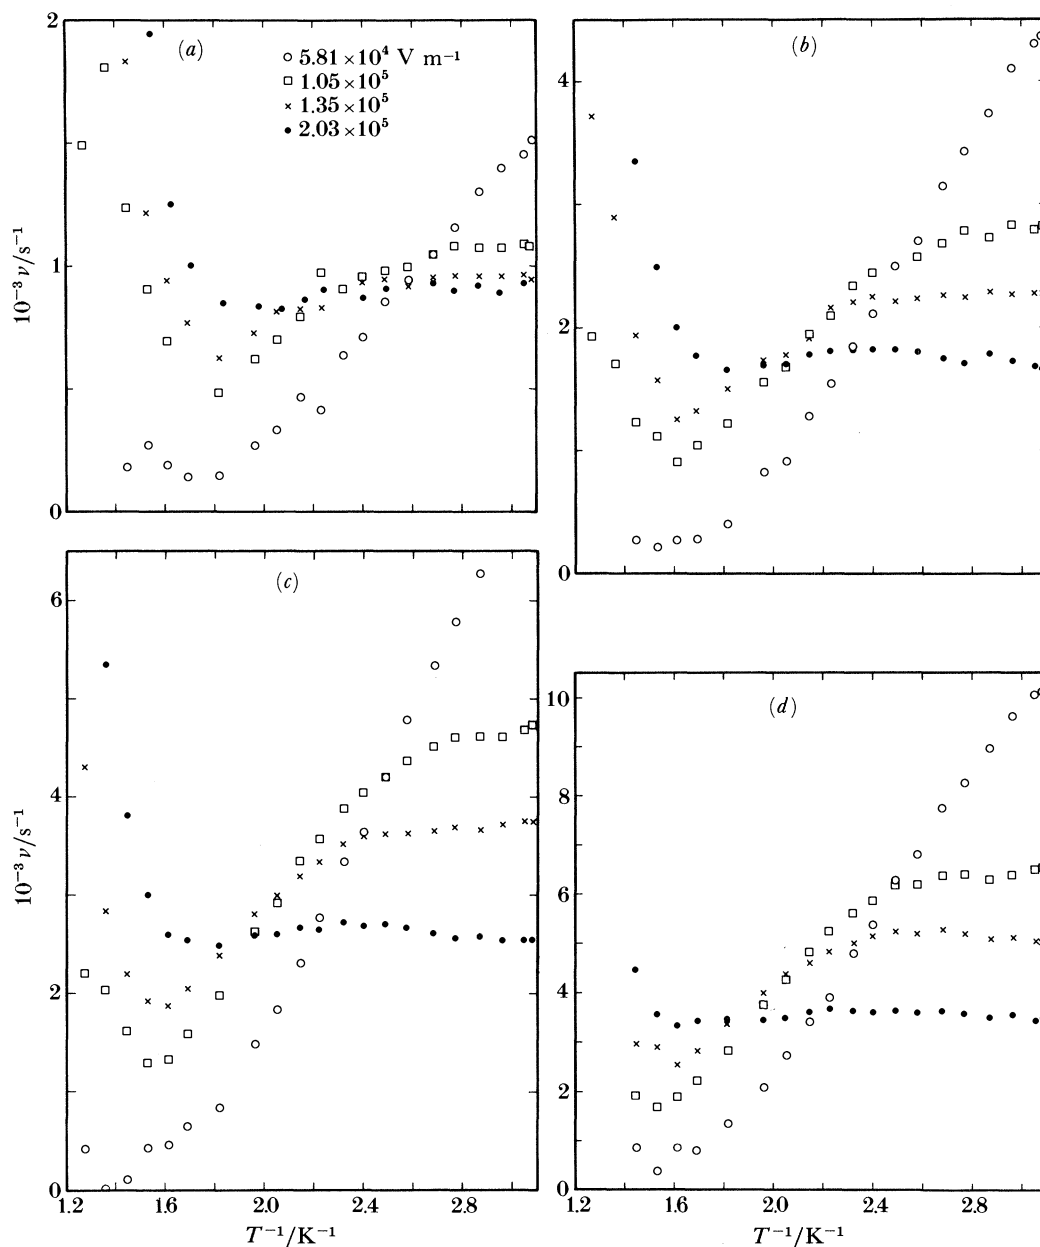 2
(a)
○ 5.81 × 10⁴ V m⁻¹
□ 1.05 × 10⁵
× 1.35 × 10⁵
● 2.03 × 10⁵
1
0
10⁻³ ν/s⁻¹
(b)
4
2
0
(c)
6
4
2
0
10⁻³ ν/s⁻¹
1.2 1.6 2.0 2.4 2.8
T⁻¹/K⁻¹
(d)
10
8
6
4
2
0
1.2 1.6 2.0 2.4 2.8
T⁻¹/K⁻¹